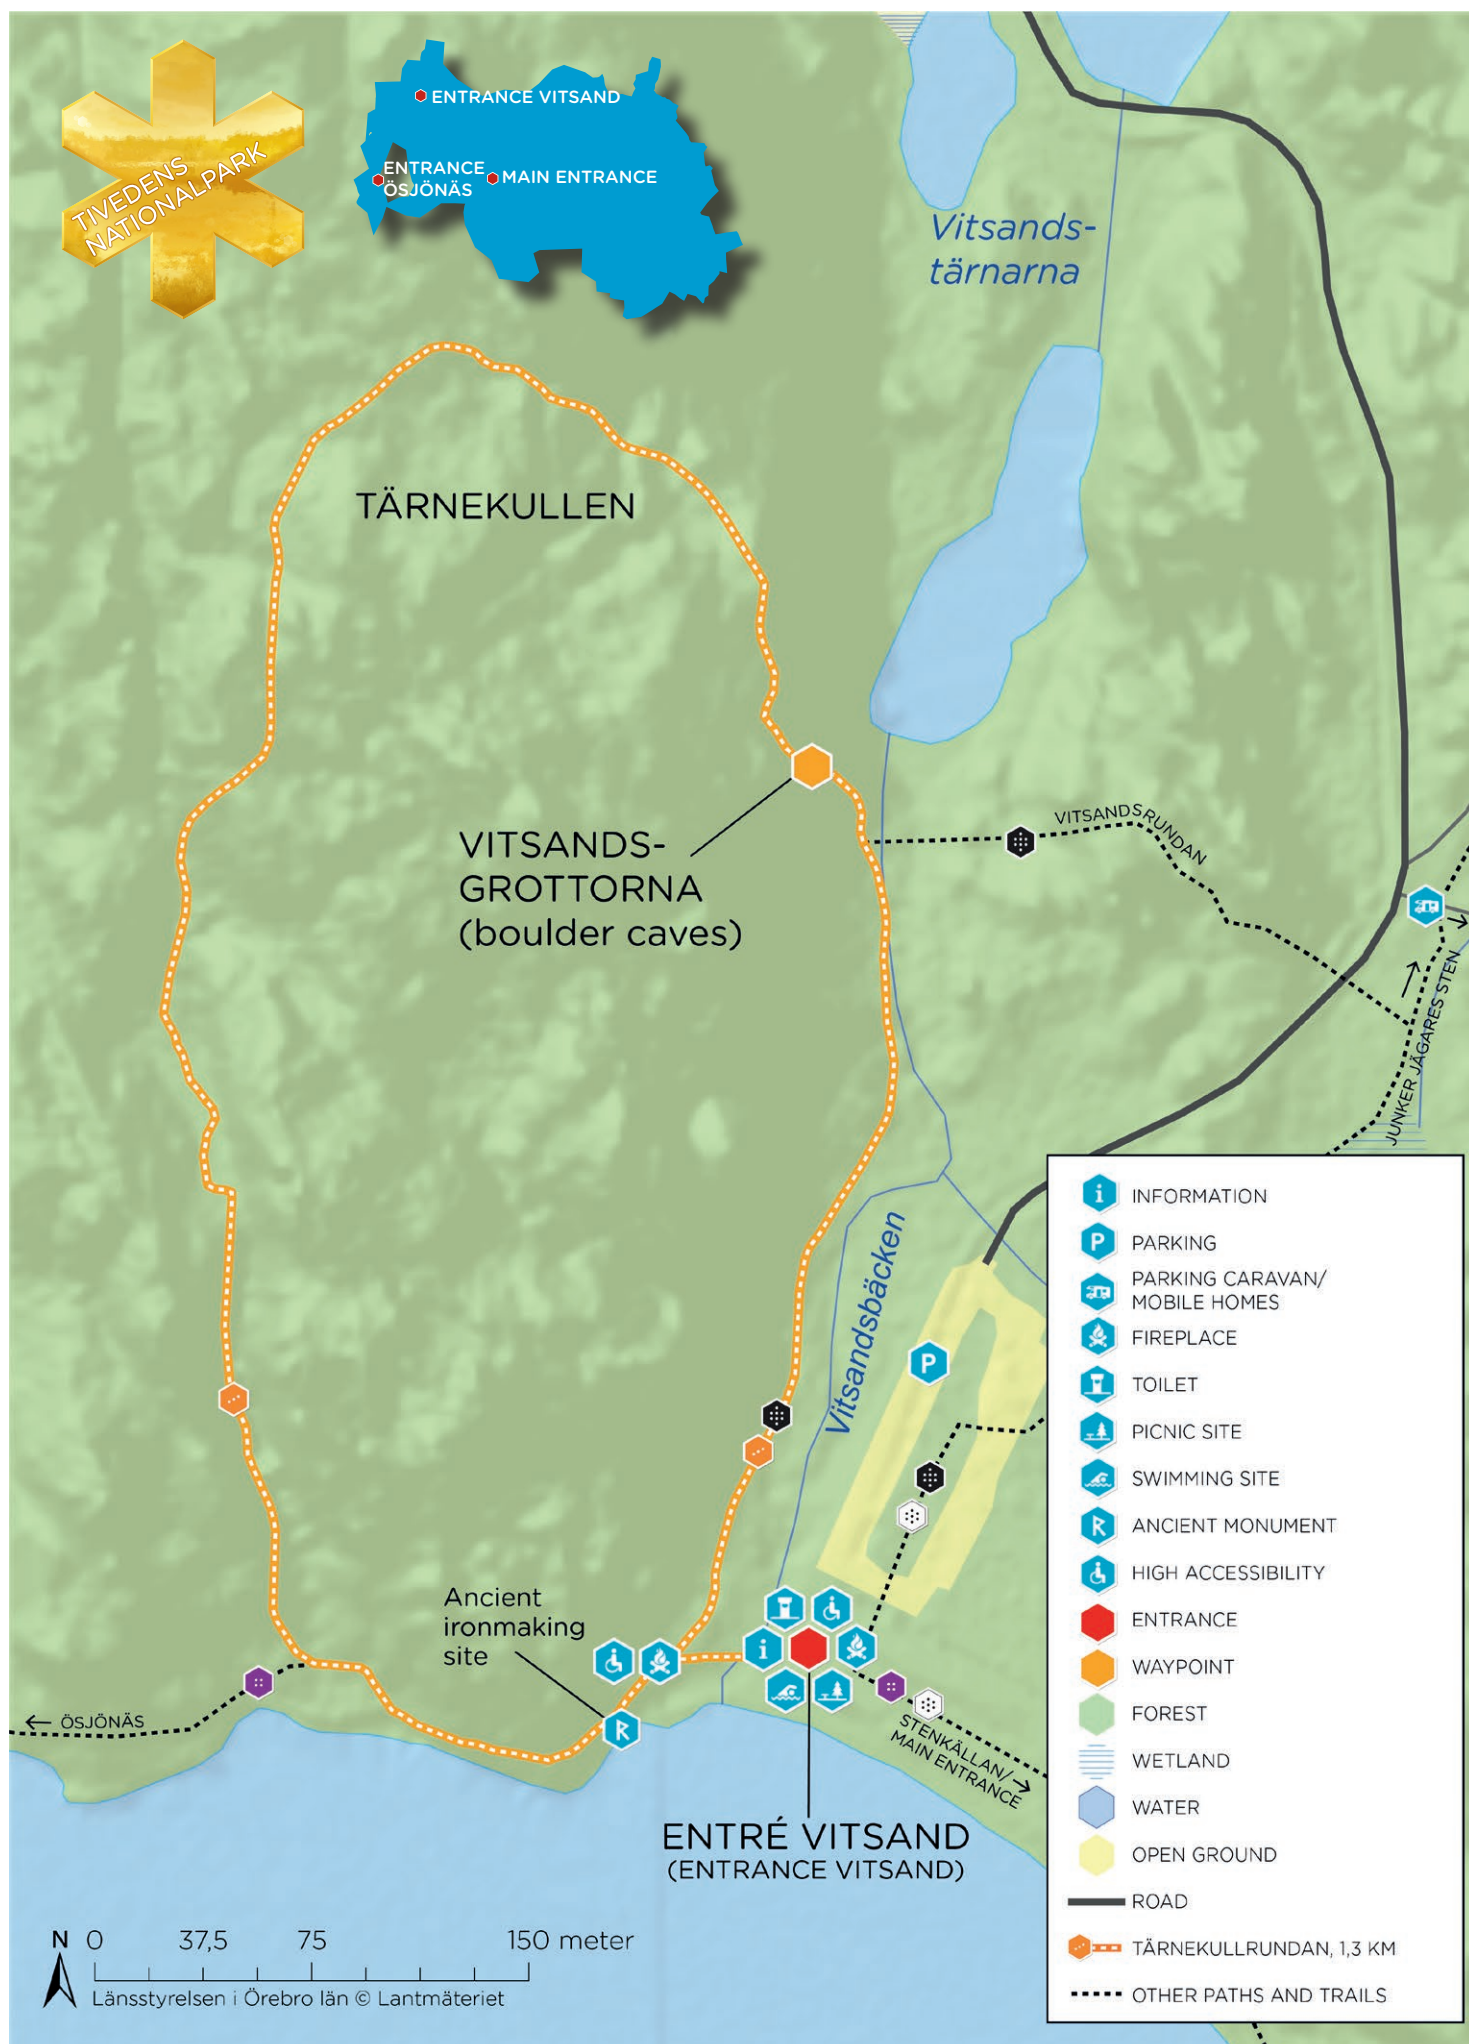 TIVEDENS
NATIONALPARK
ENTRANCE VITSAND
ENTRANCE
ÖSJÖNÄS
MAIN ENTRANCE
Vitsands-
tärnarna
TÄRNEKULLEN
VITSANDS-
GROTTORNA
(boulder caves)
VITSANDSRUNDAN
JUNKER JÄGARES STEN
Vitsandsbäcken
P
Ancient
ironmaking
site
i
R
← ÖSJÖNÄS
STENKÄLLAN/
MAIN ENTRANCE
ENTRÉ VITSAND
(ENTRANCE VITSAND)
i INFORMATION
P PARKING
PARKING CARAVAN/
MOBILE HOMES
FIREPLACE
TOILET
PICNIC SITE
SWIMMING SITE
R ANCIENT MONUMENT
HIGH ACCESSIBILITY
ENTRANCE
WAYPOINT
FOREST
WETLAND
WATER
OPEN GROUND
ROAD
TÄRNEKULLRUNDAN, 1,3 KM
OTHER PATHS AND TRAILS
N 0 37,5 75 150 meter
Länsstyrelsen i Örebro län © Lantmäteriet